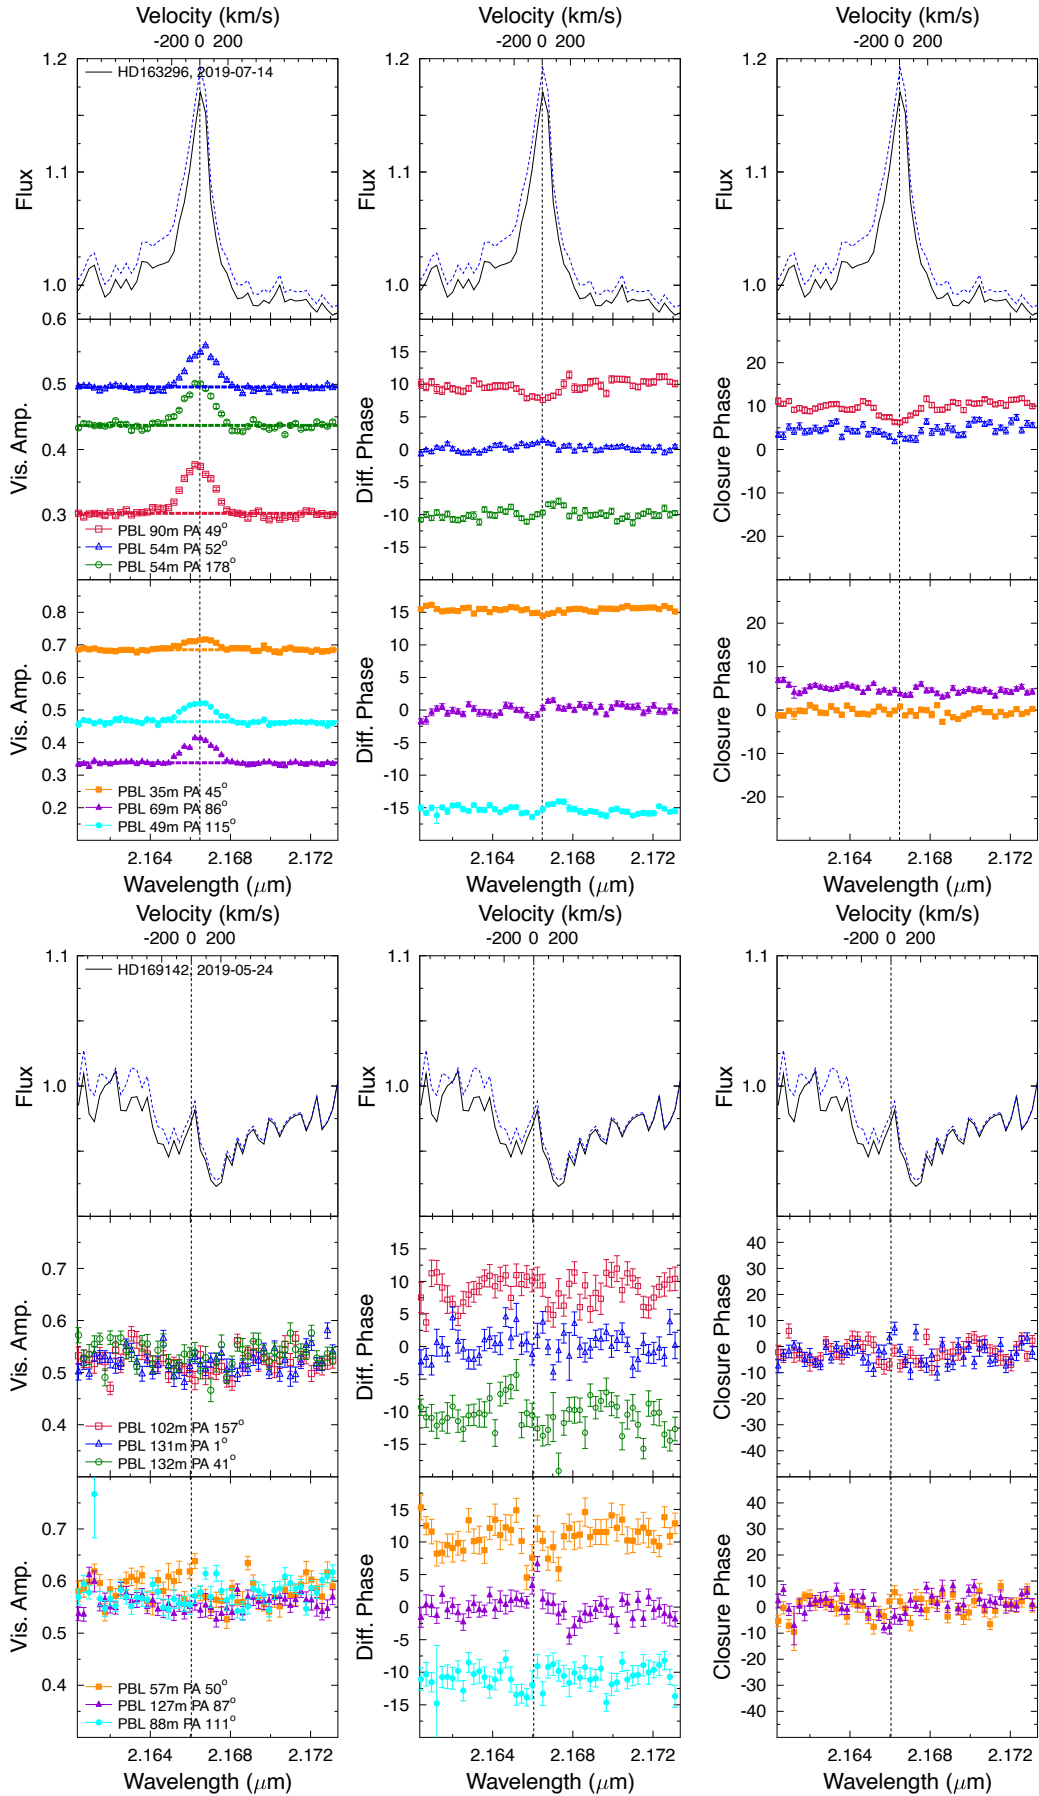 Velocity (km/s) Velocity (km/s) Velocity (km/s)
-200 0 200 -200 0 200 -200 0 200
1.2 1.2 1.2
HD163296, 2019-07-14
1.1 1.1 1.1
Flux Flux Flux
1.0 1.0 1.0
0.6
0.5
0.3
Vis. Amp.
PBL 90m PA 49°
PBL 54m PA 52°
PBL 54m PA 178°
15
10
5
0
-5
-10
-15
Diff. Phase
20
10
0
-10
-20
Closure Phase
0.8
0.7
0.5
0.4
0.3
0.2
Vis. Amp.
PBL 35m PA 45°
PBL 69m PA 86°
PBL 49m PA 115°
15
10
5
0
-5
-10
-15
Diff. Phase
20
10
0
-10
-20
Closure Phase
2.164 2.168 2.172 2.164 2.168 2.172 2.164 2.168 2.172
Wavelength (μm) Wavelength (μm) Wavelength (μm)
Velocity (km/s) Velocity (km/s) Velocity (km/s)
-200 0 200 -200 0 200 -200 0 200
1.1 1.1 1.1
HD169142, 2019-05-24
Flux Flux Flux
1.0 1.0 1.0
0.7
0.6
0.5
0.4
Vis. Amp.
PBL 102m PA 157°
PBL 131m PA 1°
PBL 132m PA 41°
15
10
5
0
-5
-10
-15
Diff. Phase
40
30
20
10
0
-10
-20
-30
-40
Closure Phase
0.7
0.6
0.5
0.4
Vis. Amp.
PBL 57m PA 50°
PBL 127m PA 87°
PBL 88m PA 111°
15
10
5
0
-5
-10
-15
Diff. Phase
40
30
20
10
0
-10
-20
-30
-40
Closure Phase
2.164 2.168 2.172 2.164 2.168 2.172 2.164 2.168 2.172
Wavelength (μm) Wavelength (μm) Wavelength (μm)